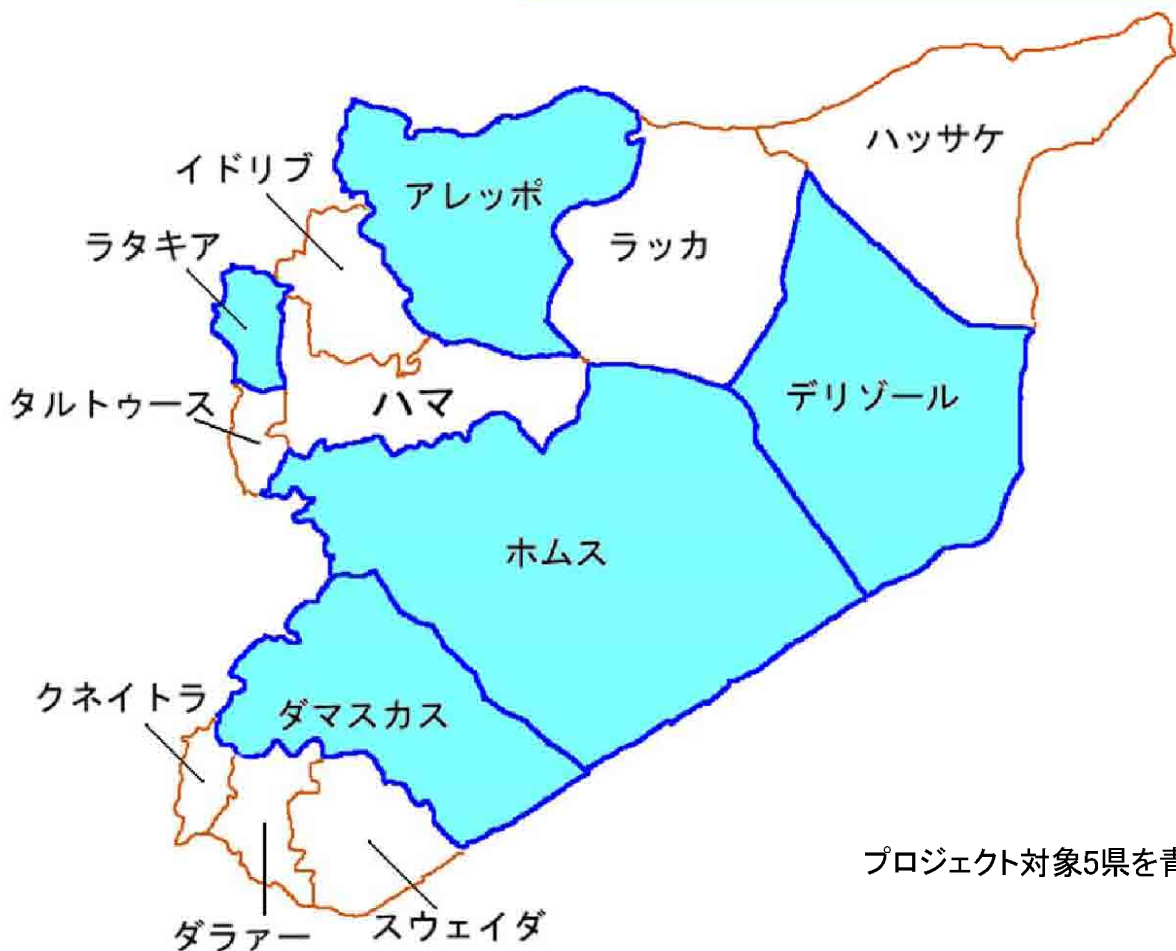 ハッサケ
イドリブ
アレッポ
ラタキア
ラッカ
デリゾール
タルトゥース
ハマ
ホムス
クネイトラ
ダマスカス
プロジェクト対象5県を青
ダラァー
スウェイダ